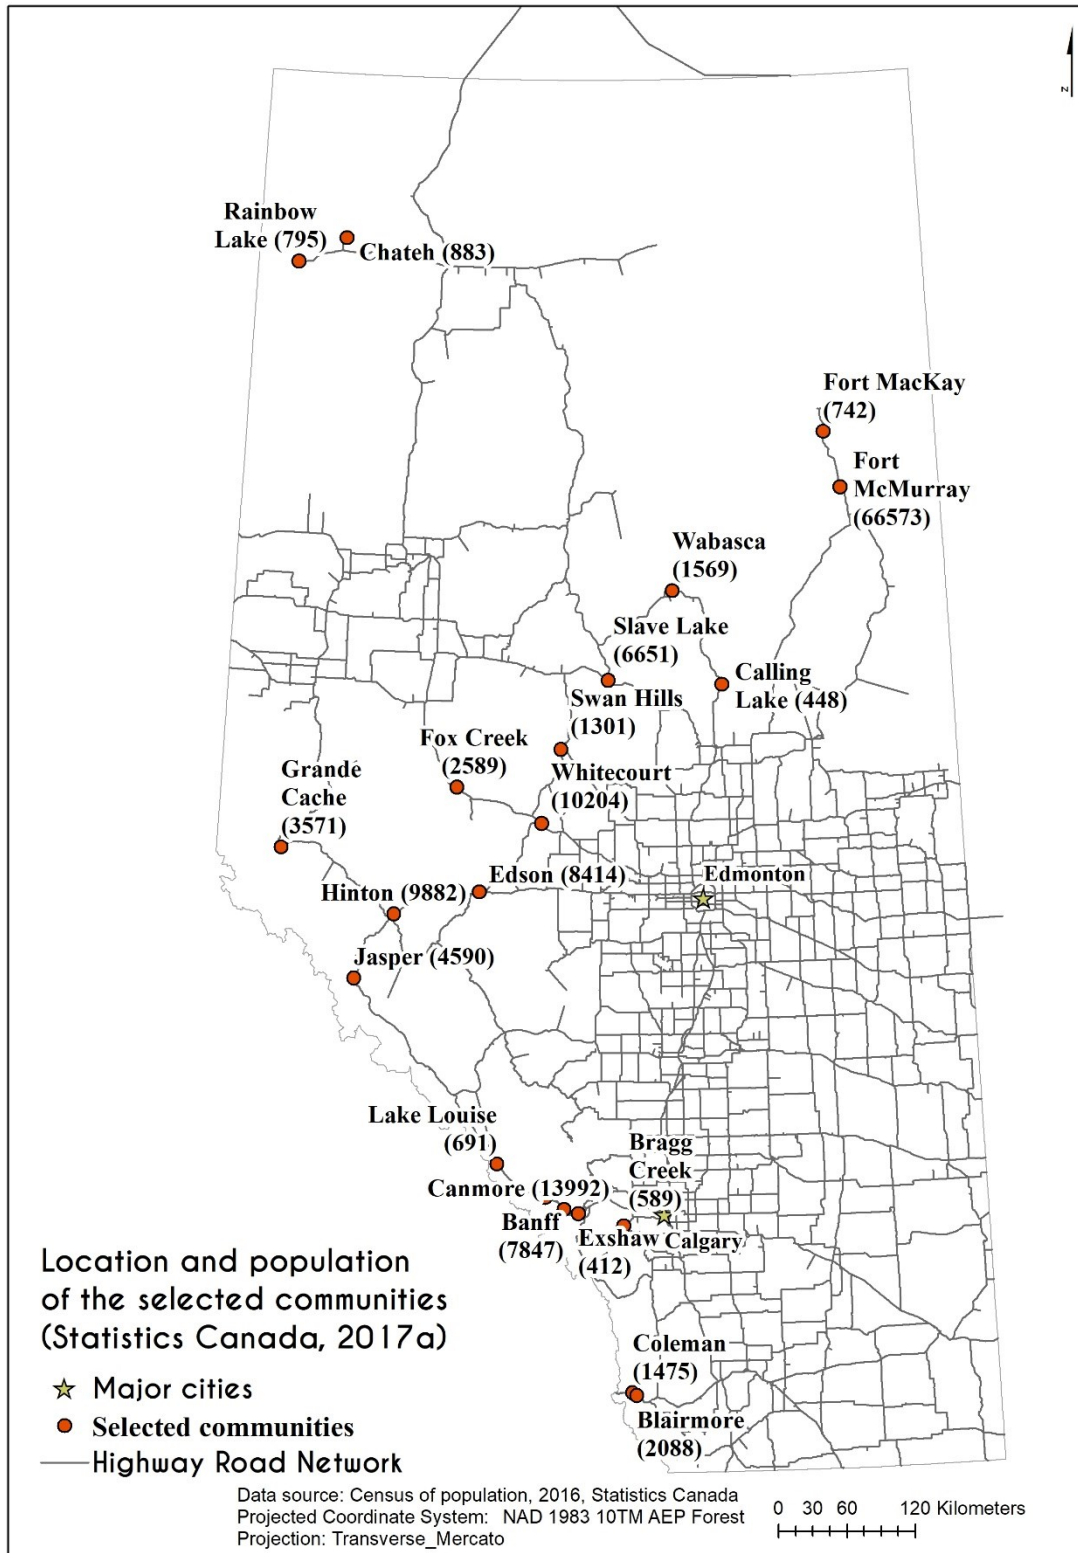 N
Rainbow
Lake (795)
Chateh (883)
Fort MacKay
(742)
Fort
McMurray
(66573)
Wabasca
(1569)
Slave Lake
(6651)
Calling
Lake (448)
Swan Hills
(1301)
Fox Creek
(2589)
Whitecourt
(10204)
Grande
Cache
(3571)
Edson (8414)
Edmonton
Hinton (9882)
Jasper (4590)
Lake Louise
(691)
Bragg
Creek
(589)
Canmore (13992)
Banff
(7847)
Exshaw
(412)
Calgary
Coleman
(1475)
Blairmore
(2088)
Location and population
of the selected communities
(Statistics Canada, 2017a)
Major cities
Selected communities
Highway Road Network
Data source: Census of population, 2016, Statistics Canada
Projected Coordinate System: NAD 1983 10TM AEP Forest
Projection: Transverse_Mercato
0 30 60 120 Kilometers